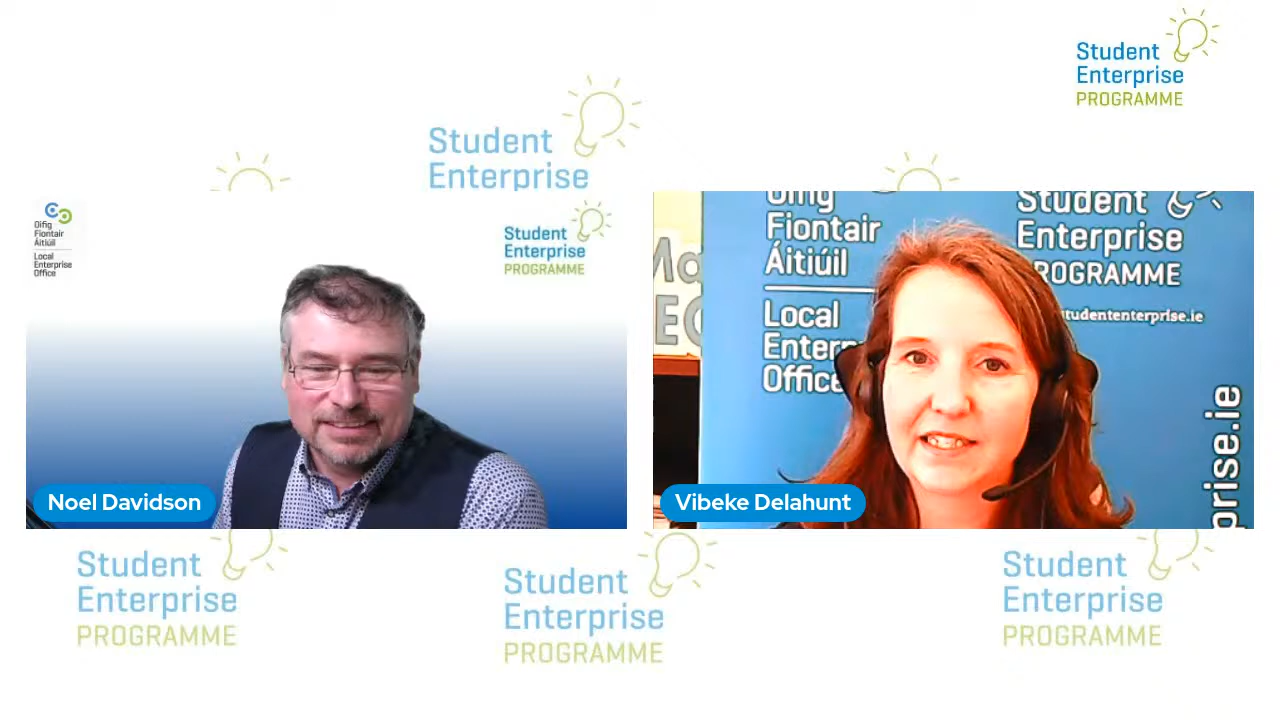 Student
Enterprise
PROGRAMME
Student
Enterprise
Oifig
Fiontair
Áitiúil
Local
Enterprise
Office
Student
Enterprise
PROGRAMME
Noel Davidson
Oifig
Fiontair
Áitiúil
Local
Enter
Office
Student
Enterprise
ROGRAMME
studententerprise.ie
prise.ie
Vibeke Delahunt
Student
Enterprise
PROGRAMME
Student
Enterprise
PROGRAMME
Student
Enterprise
PROGRAMME